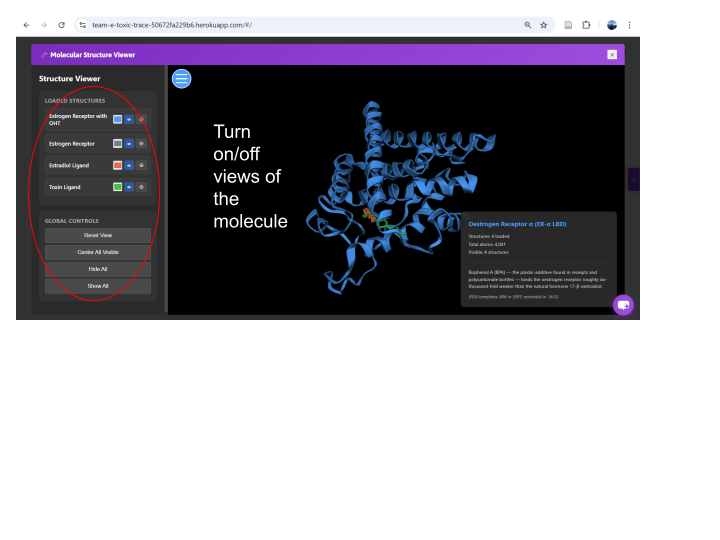 team-e-toxic-trace-50672fa229b6.herokuapp.com/#/
Molecular Structure Viewer
Structure Viewer
LOADED STRUCTURES
Estrogen Receptor with
OHT
Estrogen Receptor
Estradiol Ligand
Toxin Ligand
GLOBAL CONTROLS
Reset View
Center All Visible
Hide All
Show All
Turn
on/off
views of
the
molecule
Oestrogen Receptor α (ER-α LBD)
Structures: 4 loaded
Total atoms: 4,041
Visible: 4 structures
Bisphenol A (BPA) — the plastic-additive found in receipts and
polycarbonate bottles — binds the oestrogen receptor roughly six-
thousand-fold weaker than the natural hormone 17-β-oestradiol.